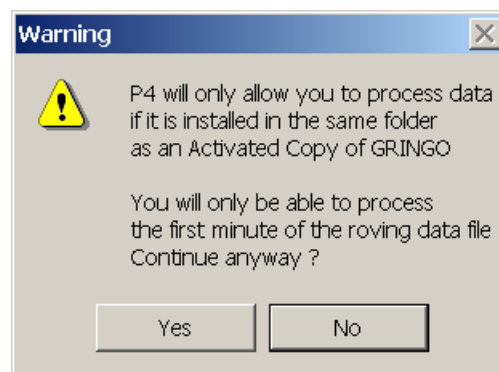 Warning
P4 will only allow you to process data
if it is installed in the same folder
as an Activated Copy of GRINGO
You will only be able to process
the first minute of the roving data file
Continue anyway ?
Yes
No